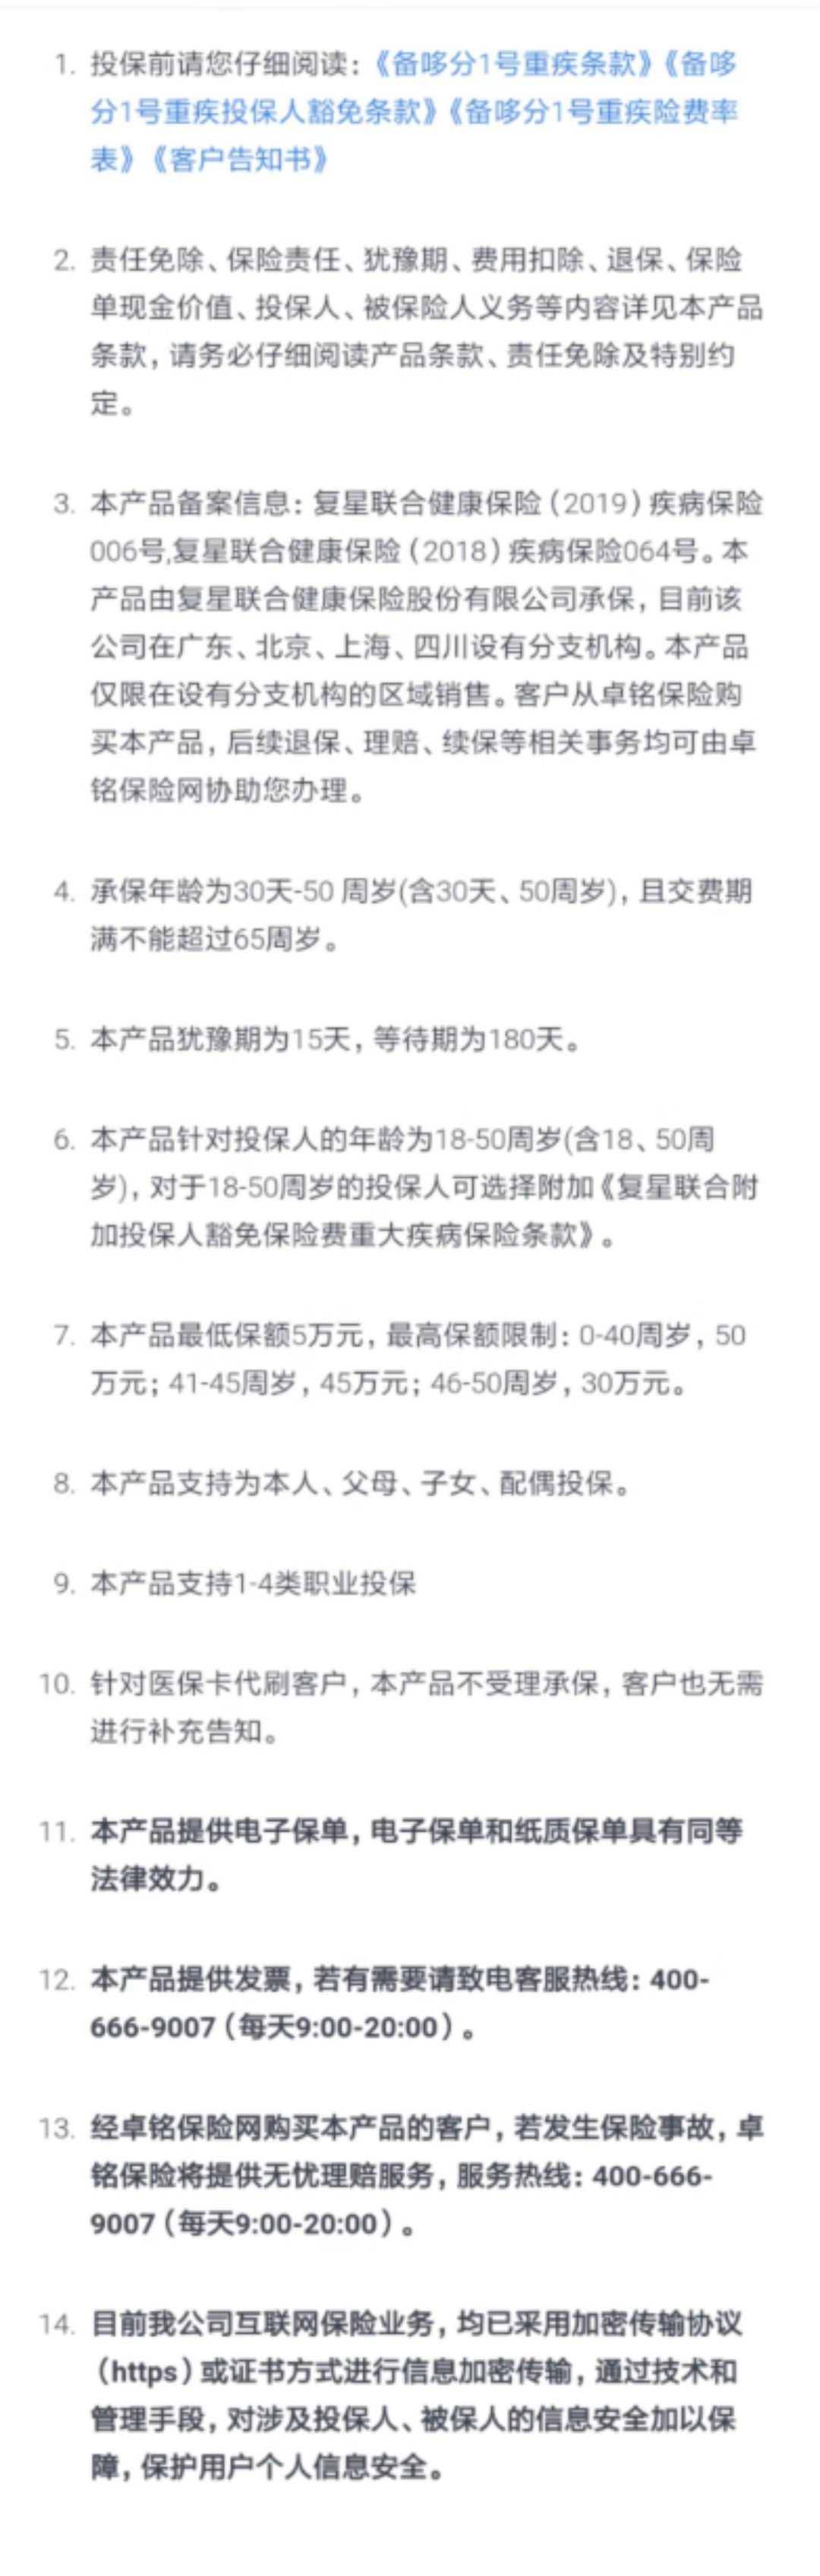 1. 投保前请您仔细阅读：《备哆分1号重疾条款》《备哆
分1号重疾投保人豁免条款》《备哆分1号重疾险费率
表》《客户告知书》
2. 责任免除、保险责任、犹豫期、费用扣除、退保、保险
单现金价值、投保人、被保险人义务等内容详见本产品
条款，请务必仔细阅读产品条款、责任免除及特别约
定。
3. 本产品备案信息：复星联合健康保险（2019）疾病保险
006号,复星联合健康保险（2018）疾病保险064号。本
产品由复星联合健康保险股份有限公司承保，目前该
公司在广东、北京、上海、四川设有分支机构。本产品
仅限在设有分支机构的区域销售。客户从卓铭保险购
买本产品，后续退保、理赔、续保等相关事务均可由卓
铭保险网协助您办理。
4. 承保年龄为30天-50 周岁(含30天、50周岁)，且交费期
满不能超过65周岁。
5. 本产品犹豫期为15天，等待期为180天。
6. 本产品针对投保人的年龄为18-50周岁(含18、50周
岁)，对于18-50周岁的投保人可选择附加《复星联合附
加投保人豁免保险费重大疾病保险条款》。
7. 本产品最低保额5万元，最高保额限制：0-40周岁，50
万元；41-45周岁，45万元；46-50周岁，30万元。
8. 本产品支持为本人、父母、子女、配偶投保。
9. 本产品支持1-4类职业投保
10. 针对医保卡代刷客户，本产品不受理承保，客户也无需
进行补充告知。
11. 本产品提供电子保单，电子保单和纸质保单具有同等
法律效力。
12. 本产品提供发票，若有需要请致电客服热线：400-
666-9007（每天9:00-20:00）。
13. 经卓铭保险网购买本产品的客户，若发生保险事故，卓
铭保险将提供无忧理赔服务，服务热线：400-666-
9007（每天9:00-20:00）。
14. 目前我公司互联网保险业务，均已采用加密传输协议
（https）或证书方式进行信息加密传输，通过技术和
管理手段，对涉及投保人、被保人的信息安全加以保
障，保护用户个人信息安全。